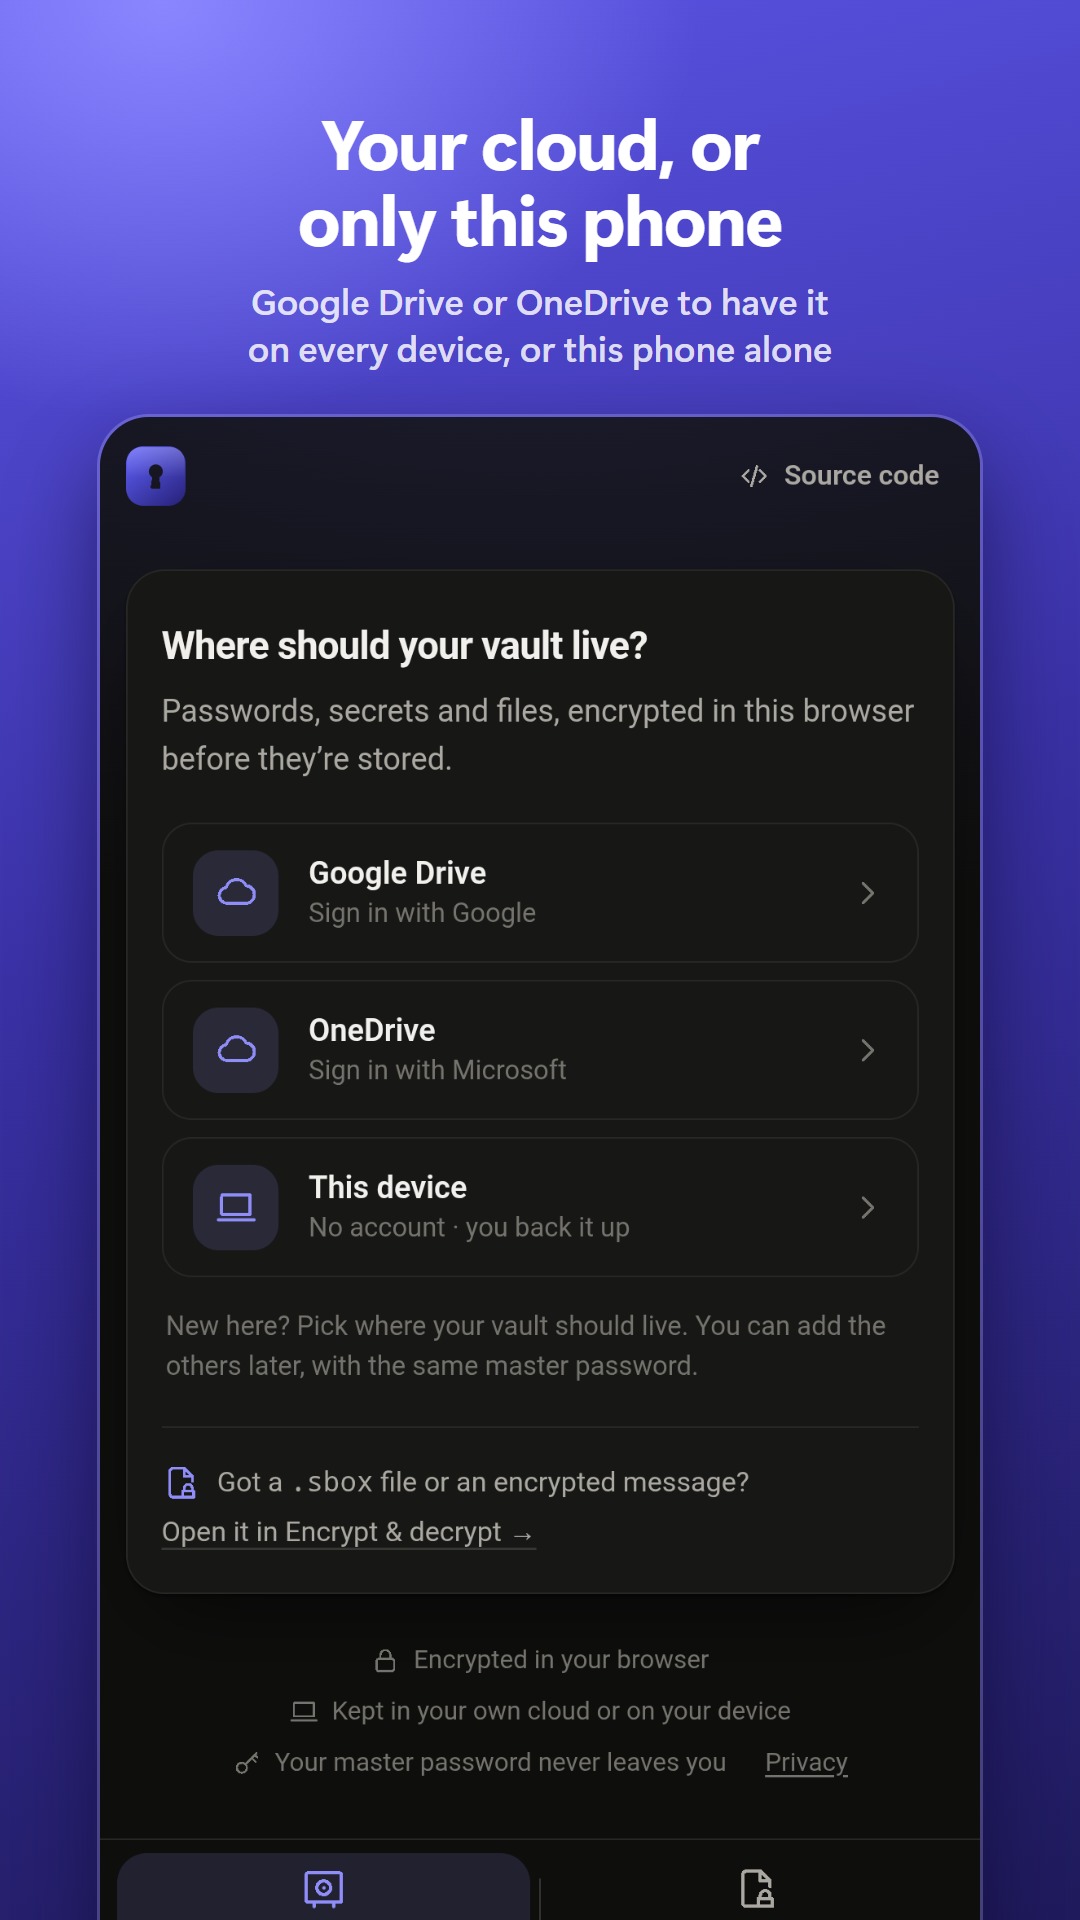 Your cloud, or
only this phone
Google Drive or OneDrive to have it
on every device, or this phone alone
Source code
Where should your vault live?
Passwords, secrets and files, encrypted in this browser
before they’re stored.
Google Drive
Sign in with Google
OneDrive
Sign in with Microsoft
This device
No account · you back it up
New here? Pick where your vault should live. You can add the
others later, with the same master password.
Got a .sbox file or an encrypted message?
Open it in Encrypt & decrypt →
Encrypted in your browser
Kept in your own cloud or on your device
Your master password never leaves you Privacy